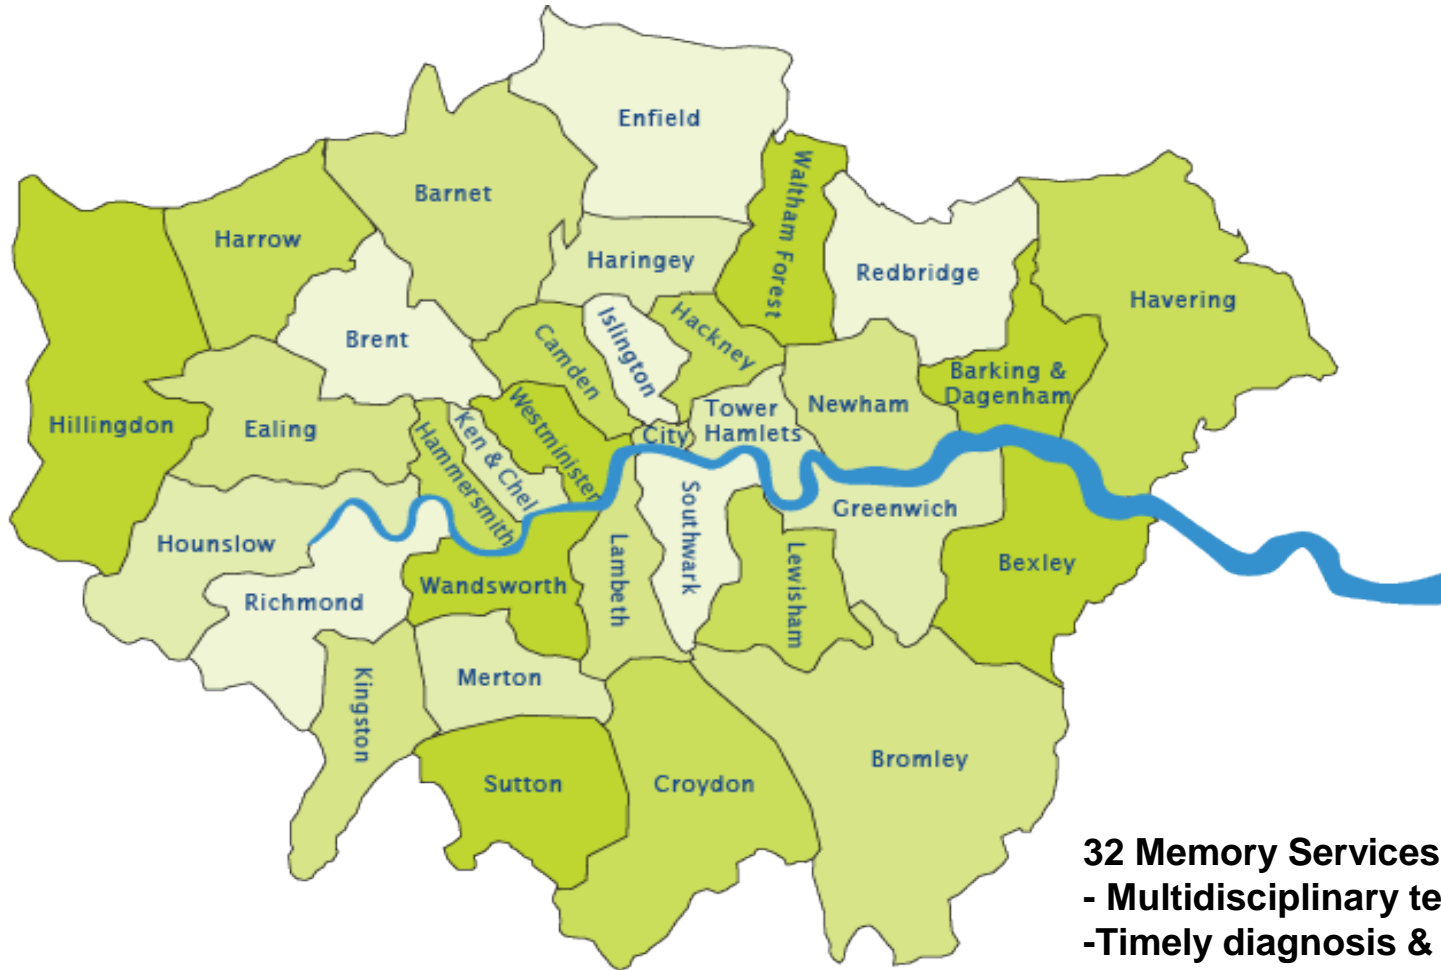 Enfield
Barnet
Waltham Forest
Harrow
Haringey
Redbridge
Havering
Brent
Islington
Hackney
Camden
Barking &
Dagenham
Hillingdon
Ealing
Hammersmith
Ken & Chel
Westminister
City
Tower
Hamlets
Newham
Hounslow
Southwark
Greenwich
Richmond
Wandsworth
Lambeth
Lewisham
Bexley
Kingston
Merton
Sutton
Croydon
Bromley
32 Memory Services
- Multidisciplinary te
-Timely diagnosis &